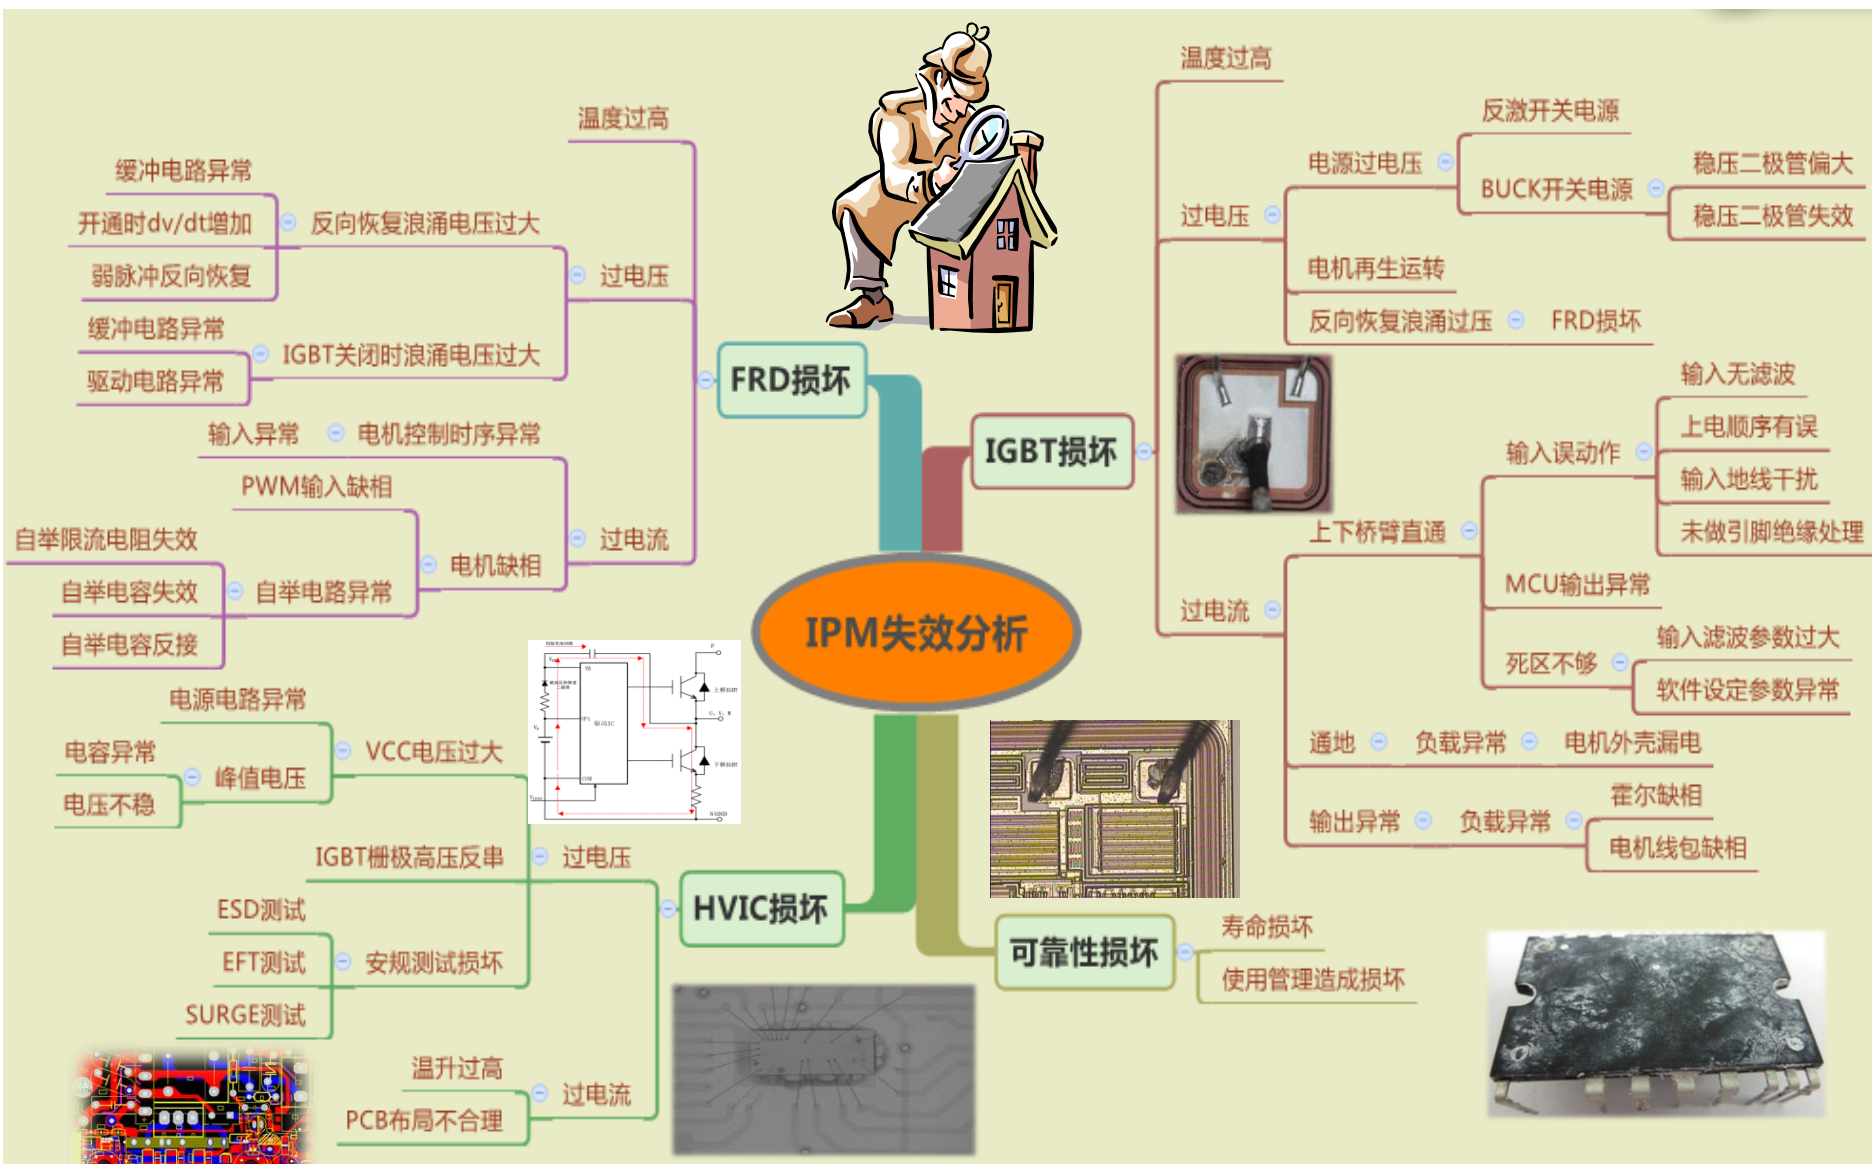 IPM失效分析
FRD损坏
温度过高
过电压
反向恢复浪涌电压过大
缓冲电路异常
开通时dv/dt增加
弱脉冲反向恢复
IGBT关闭时浪涌电压过大
缓冲电路异常
驱动电路异常
过电流
电机控制时序异常
输入异常
电机缺相
PWM输入缺相
自举电路异常
自举限流电阻失效
自举电容失效
自举电容反接
IGBT损坏
温度过高
过电压
电源过电压
反激开关电源
BUCK开关电源
稳压二极管偏大
稳压二极管失效
电机再生运转
反向恢复浪涌过压
FRD损坏
过电流
上下桥臂直通
输入误动作
输入无滤波
上电顺序有误
输入地线干扰
未做引脚绝缘处理
MCU输出异常
死区不够
输入滤波参数过大
软件设定参数异常
通地
负载异常
电机外壳漏电
输出异常
负载异常
霍尔缺相
电机线包缺相
HVIC损坏
过电压
VCC电压过大
电源电路异常
峰值电压
电容异常
电压不稳
IGBT栅极高压反串
安规测试损坏
ESD测试
EFT测试
SURGE测试
过电流
温升过高
PCB布局不合理
可靠性损坏
寿命损坏
使用管理造成损坏
P
上桥IGBT
U, V, W
驱动IC
下桥IGBT
COM